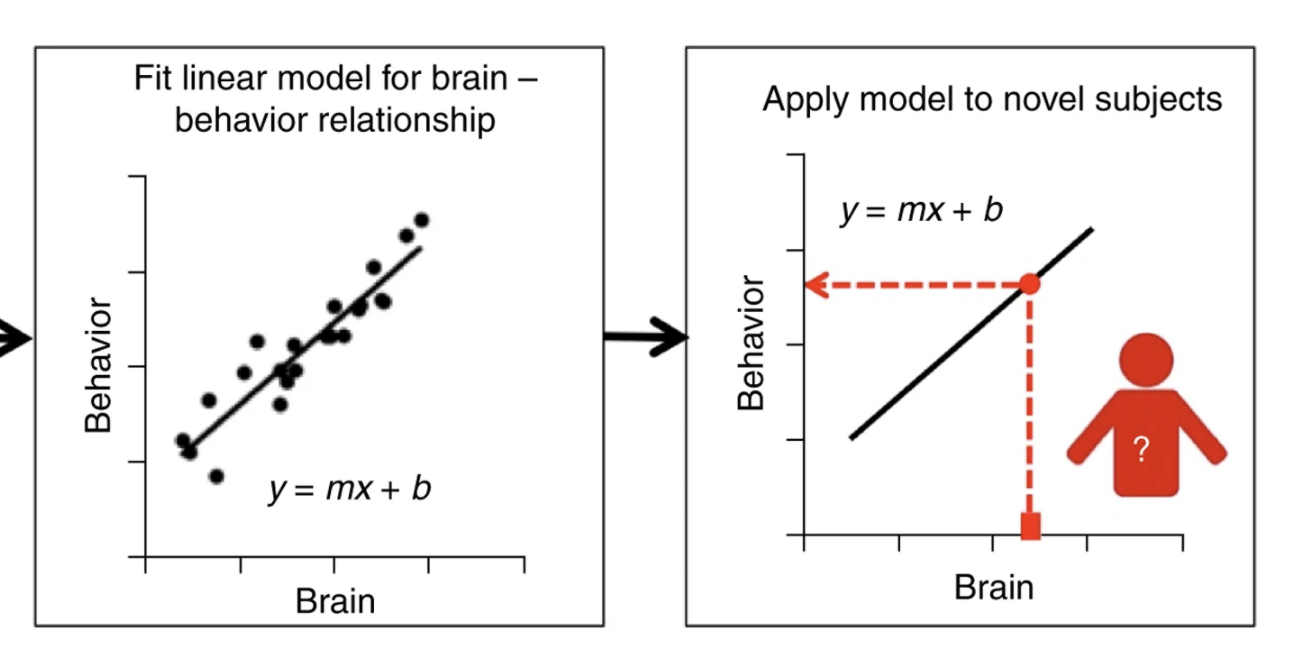 Fit linear model for brain –
behavior relationship
Behavior
y = mx + b
Brain
Apply model to novel subjects
y = mx + b
Behavior
?
Brain